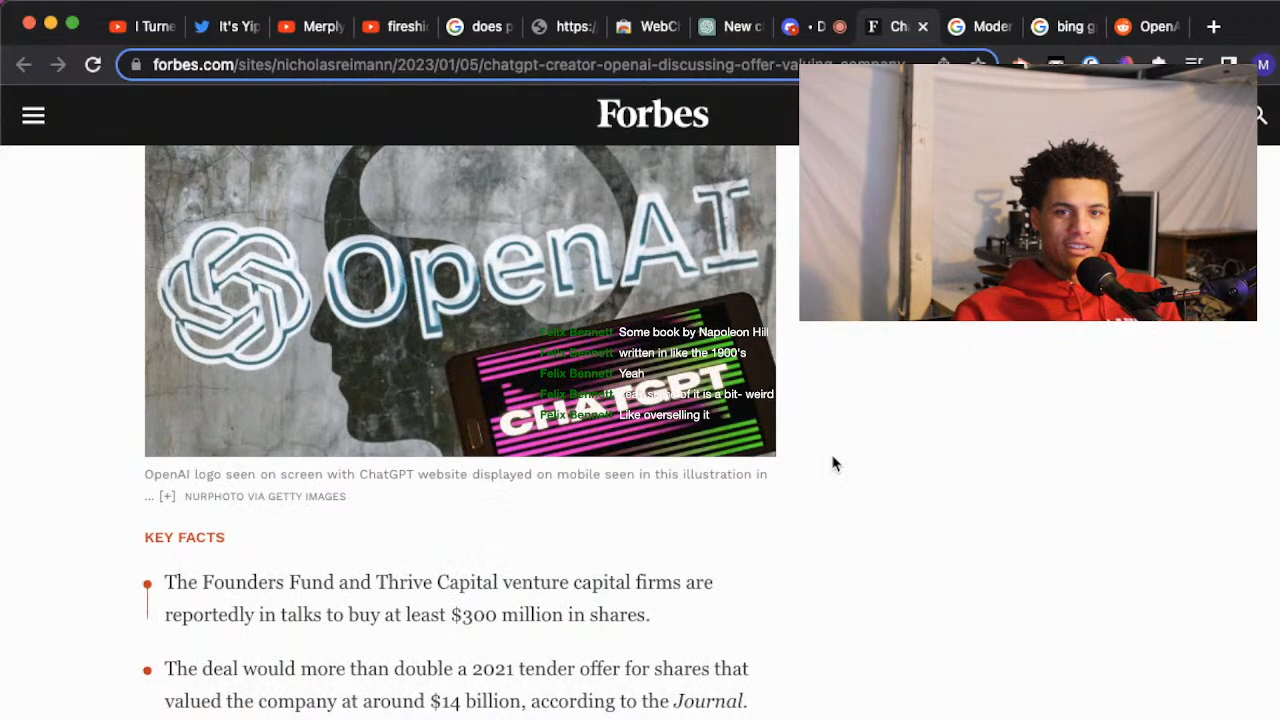 I Turne
It's Yip
Merply
fireshi
does p
https:/
WebC
New c
• D
Ch
Moder
bing g
OpenA
forbes.com/sites/nicholasreimann/2023/01/05/chatgpt-creator-openai-discussing-offer-valuing-company
M
Forbes
OpenAI
Felix Bennett Some book by Napoleon Hill
Felix Bennett written in like the 1900's
Felix Bennett Yeah
Felix Bennett Yeah some of it is a bit- weird
Felix Bennett Like overselling it
CHATGPT
OpenAI logo seen on screen with ChatGPT website displayed on mobile seen in this illustration in
... [+] NURPHOTO VIA GETTY IMAGES
KEY FACTS
The Founders Fund and Thrive Capital venture capital firms are
reportedly in talks to buy at least $300 million in shares.
The deal would more than double a 2021 tender offer for shares that
valued the company at around $14 billion, according to the Journal.